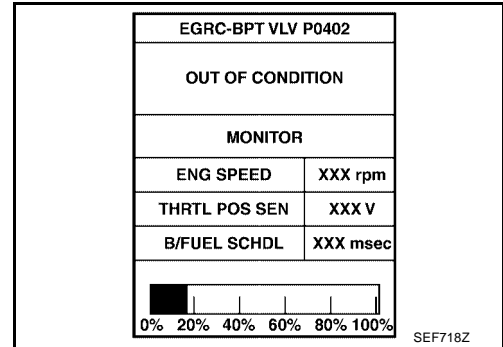 EGRC-BPT VLV P0402
OUT OF CONDITION
MONITOR
ENG SPEED XXX rpm
THRTL POS SEN XXX V
B/FUEL SCHDL XXX msec
0% 20% 40% 60% 80% 100%
SEF718Z